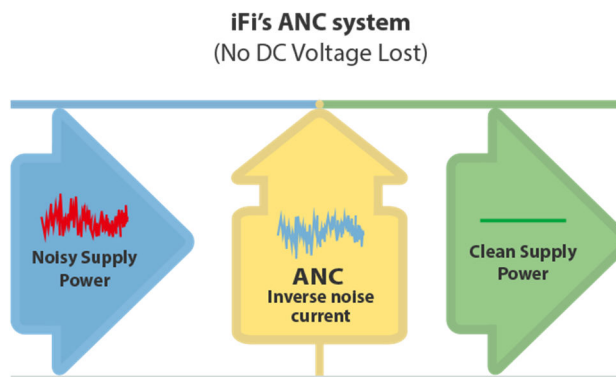 iFi's ANC system
(No DC Voltage Lost)
Noisy Supply
Power
ANC
Inverse noise
current
Clean Supply
Power